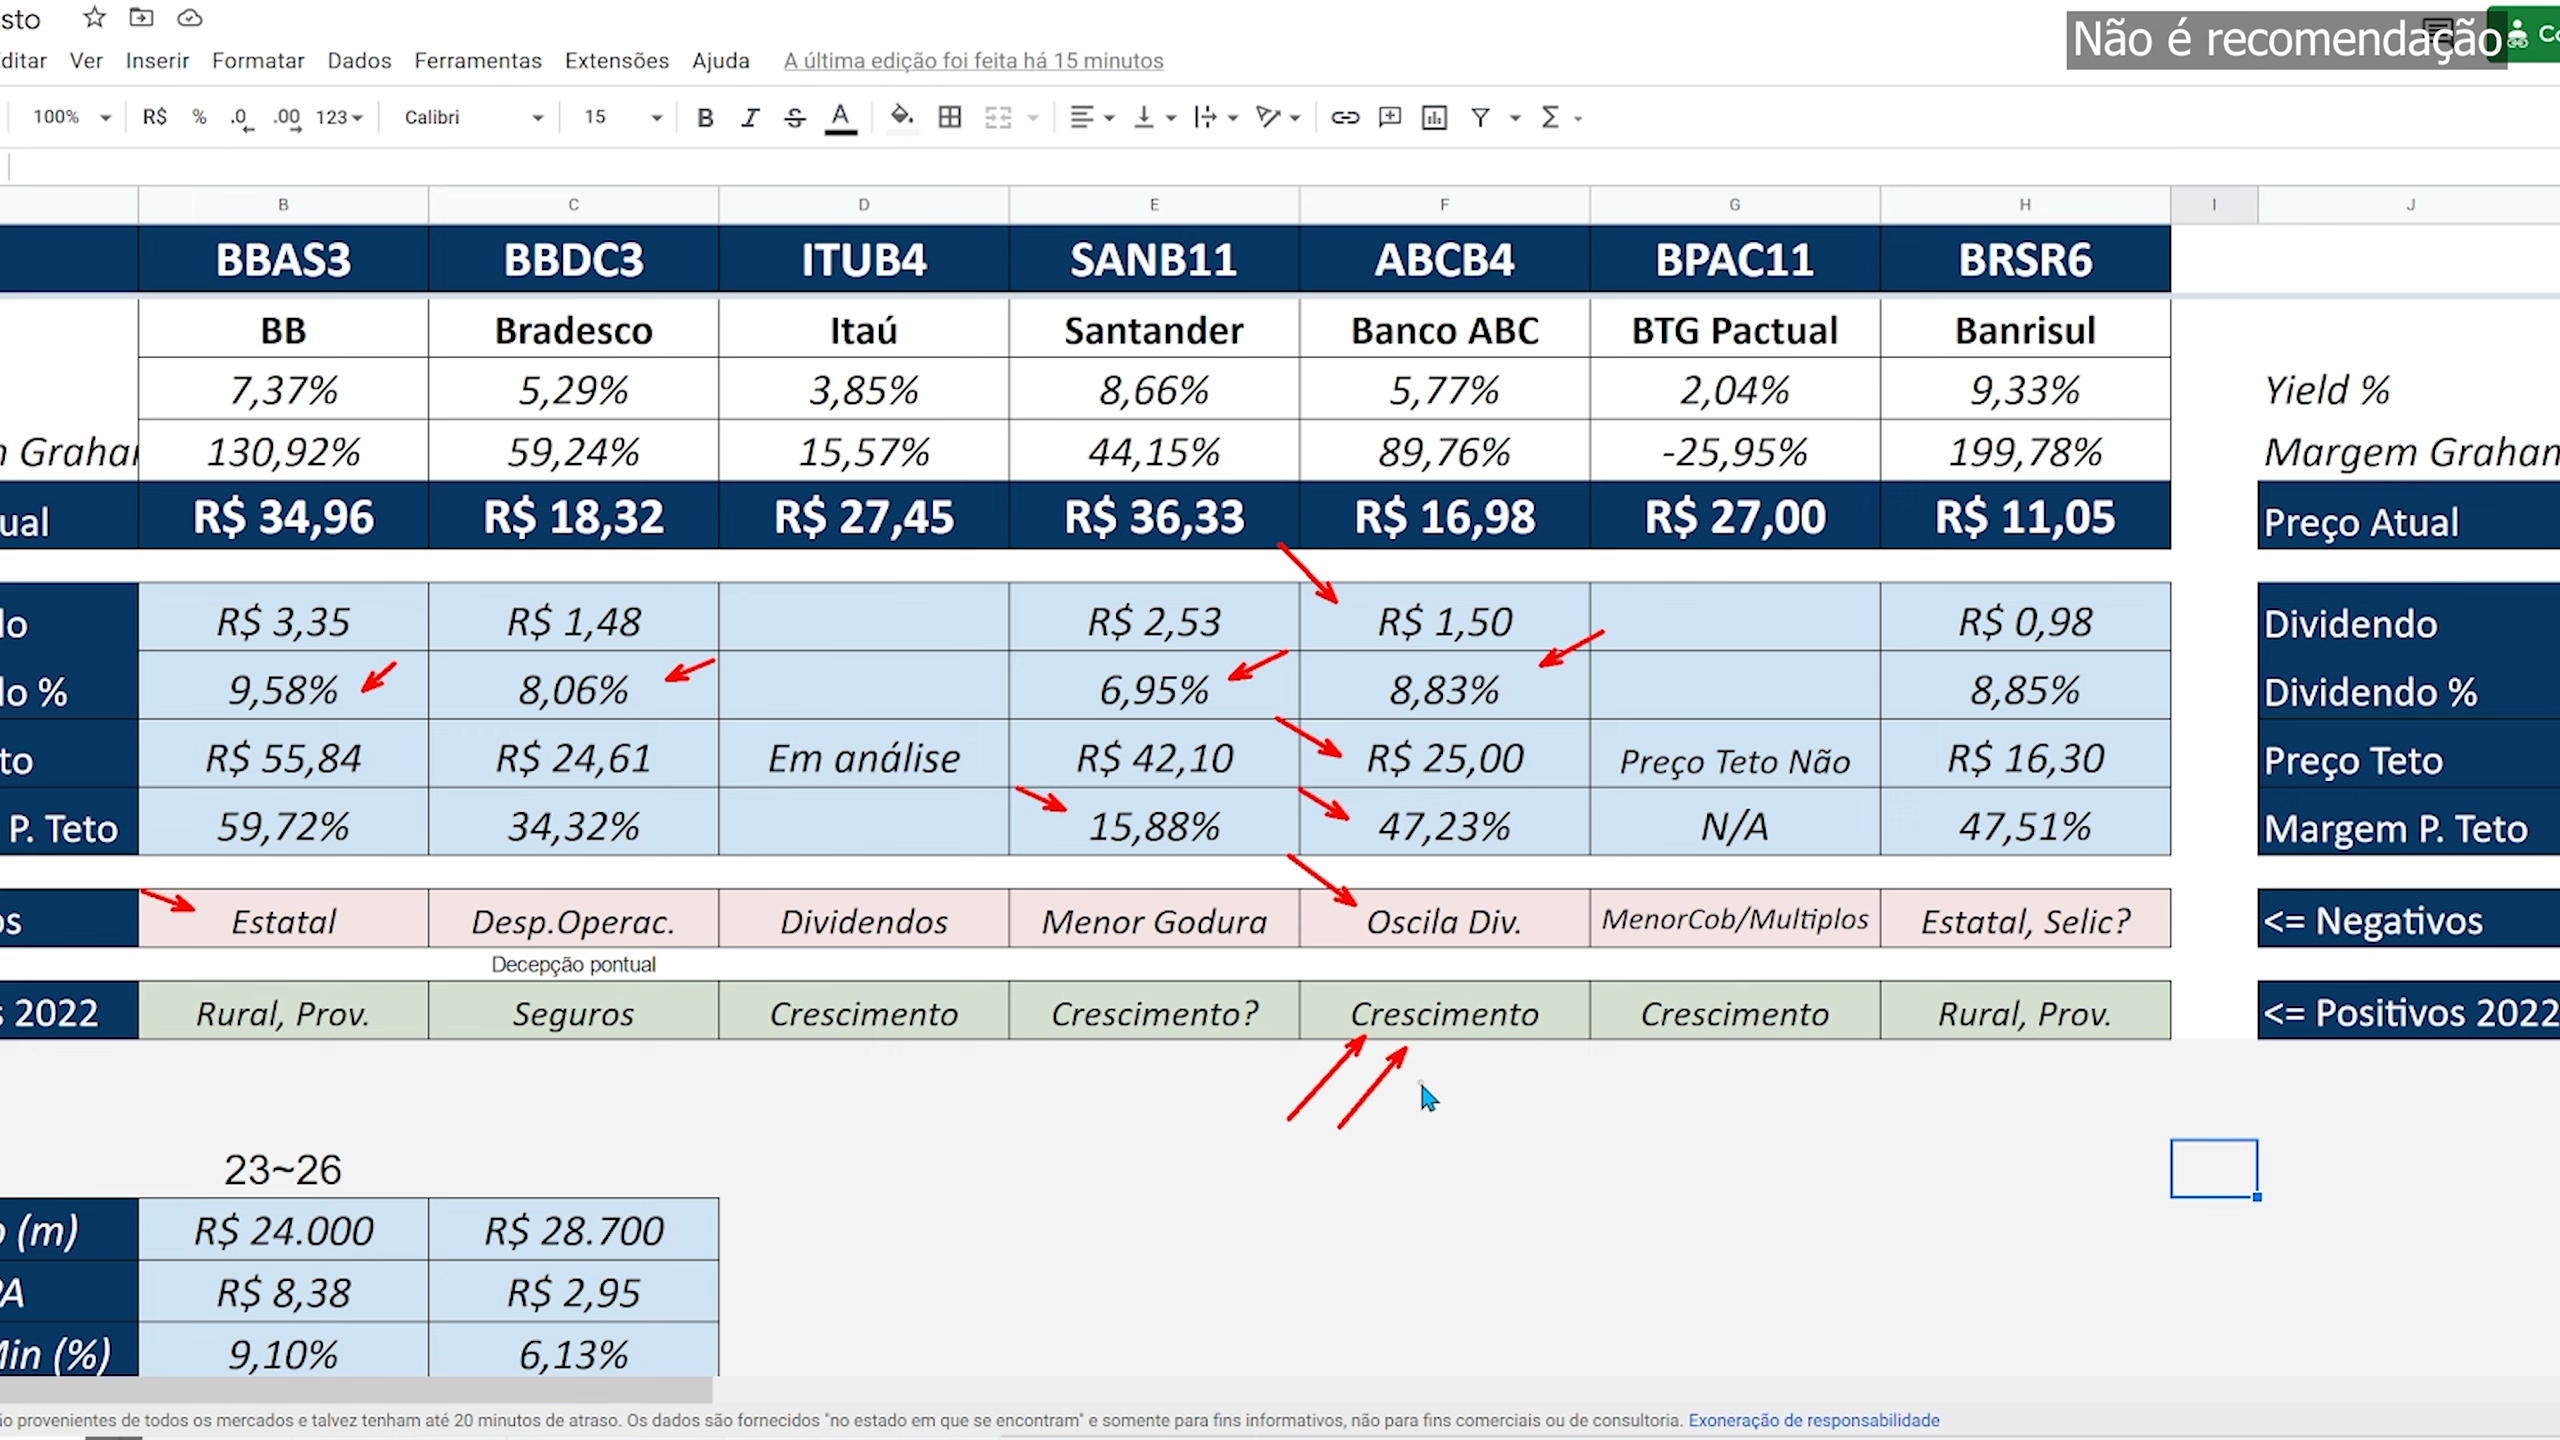 sto
Não é recomendação
Editar Ver Inserir Formatar Dados Ferramentas Extensões Ajuda A última edição foi feita há 15 minutos
100% R$ % .0 .00 123 Calibri 15 B I S A Σ
B C D E F G H I J
BBAS3 BBDC3 ITUB4 SANB11 ABCB4 BPAC11 BRSR6
BB Bradesco Itaú Santander Banco ABC BTG Pactual Banrisul
7,37% 5,29% 3,85% 8,66% 5,77% 2,04% 9,33% Yield %
Graham 130,92% 59,24% 15,57% 44,15% 89,76% -25,95% 199,78% Margem Graham
ual R$ 34,96 R$ 18,32 R$ 27,45 R$ 36,33 R$ 16,98 R$ 27,00 R$ 11,05 Preço Atual
do R$ 3,35 R$ 1,48 R$ 2,53 R$ 1,50 R$ 0,98 Dividendo
do % 9,58% 8,06% 6,95% 8,83% 8,85% Dividendo %
to R$ 55,84 R$ 24,61 Em análise R$ 42,10 R$ 25,00 Preço Teto Não R$ 16,30 Preço Teto
P. Teto 59,72% 34,32% 15,88% 47,23% N/A 47,51% Margem P. Teto
os Estatal Desp.Operac. Dividendos Menor Godura Oscila Div. MenorCob/Multiplos Estatal, Selic? <= Negativos
Decepção pontual
s 2022 Rural, Prov. Seguros Crescimento Crescimento? Crescimento Crescimento Rural, Prov. <= Positivos 2022
23~26
o (m) R$ 24.000 R$ 28.700
PA R$ 8,38 R$ 2,95
Min (%) 9,10% 6,13%
ão provenientes de todos os mercados e talvez tenham até 20 minutos de atraso. Os dados são fornecidos "no estado em que se encontram" e somente para fins informativos, não para fins comerciais ou de consultoria. Exoneração de responsabilidade